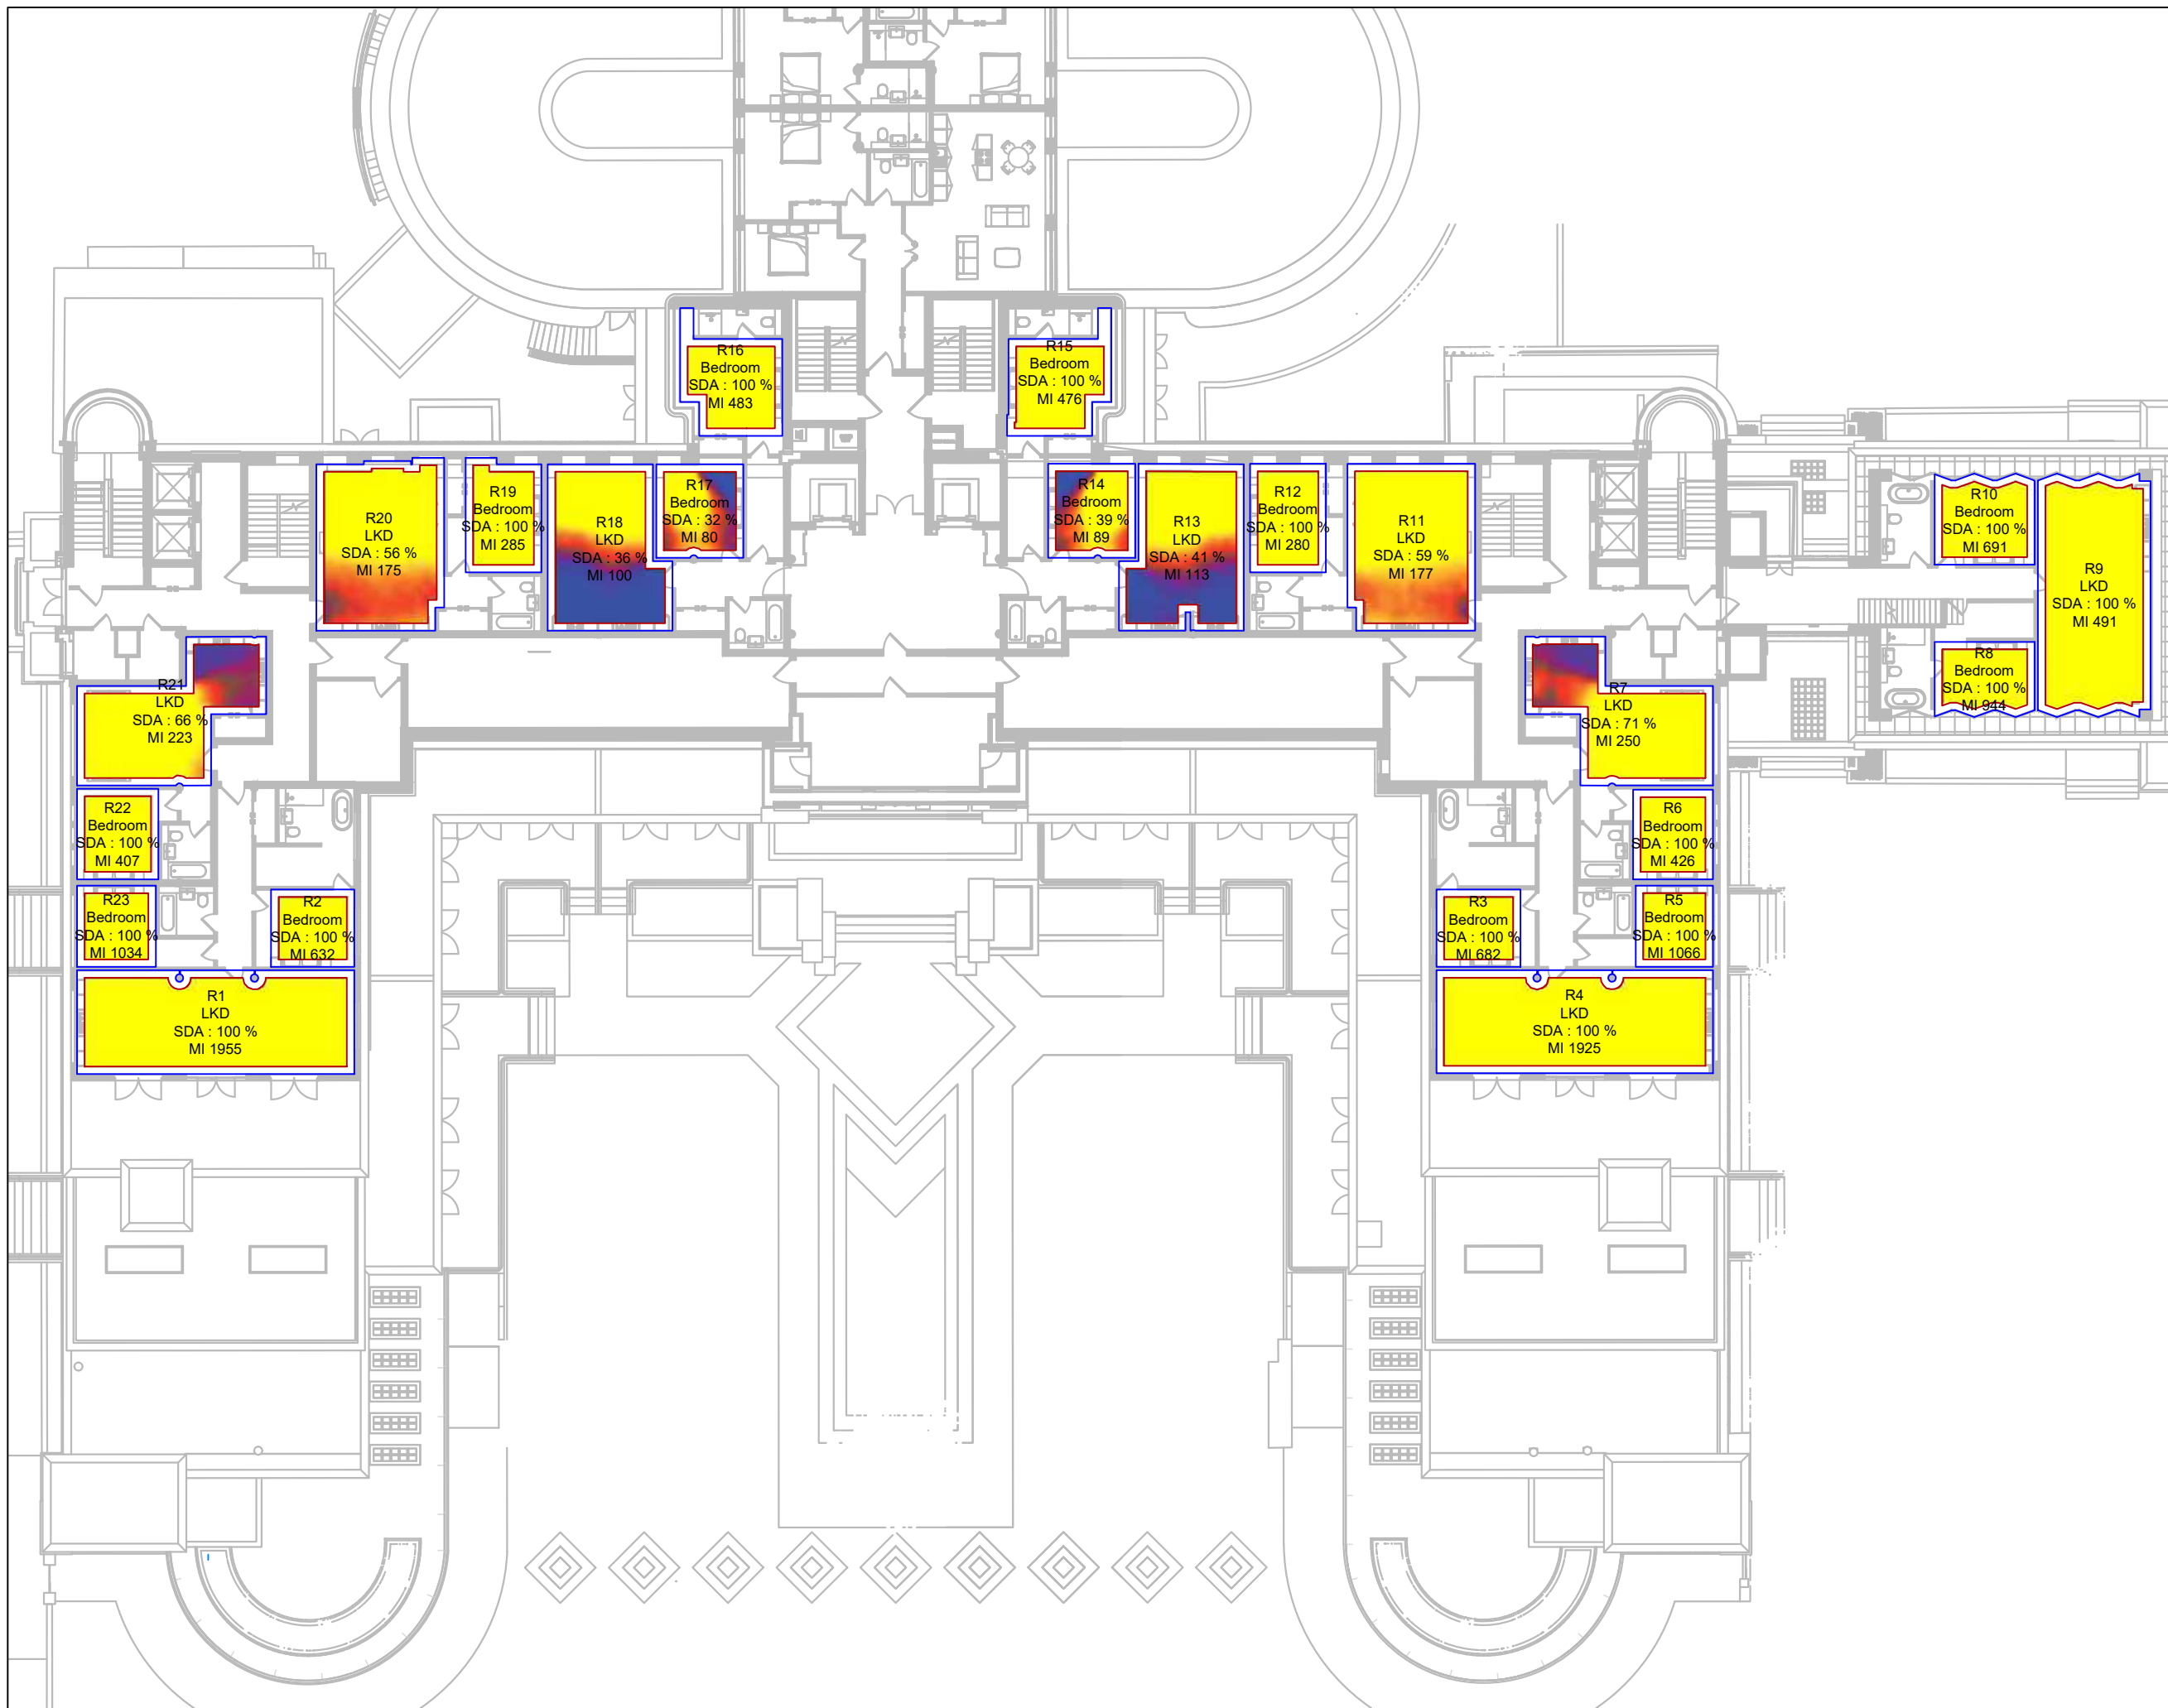 R16
Bedroom
SDA : 100 %
MI 483
R15
Bedroom
SDA : 100 %
MI 476
R20
LKD
SDA : 56 %
MI 175
R19
Bedroom
SDA : 100 %
MI 285
R18
LKD
SDA : 36 %
MI 100
R17
Bedroom
SDA : 32 %
MI 80
R14
Bedroom
SDA : 39 %
MI 89
R13
LKD
SDA : 41 %
MI 113
R12
Bedroom
SDA : 100 %
MI 280
R11
LKD
SDA : 59 %
MI 177
R10
Bedroom
SDA : 100 %
MI 691
R9
LKD
SDA : 100 %
MI 491
R8
Bedroom
SDA : 100 %
MI 944
R21
LKD
SDA : 66 %
MI 223
R7
LKD
SDA : 71 %
MI 250
R22
Bedroom
SDA : 100 %
MI 407
R6
Bedroom
SDA : 100 %
MI 426
R23
Bedroom
SDA : 100 %
MI 1034
R2
Bedroom
SDA : 100 %
MI 632
R3
Bedroom
SDA : 100 %
MI 682
R5
Bedroom
SDA : 100 %
MI 1066
R1
LKD
SDA : 100 %
MI 1955
R4
LKD
SDA : 100 %
MI 1925